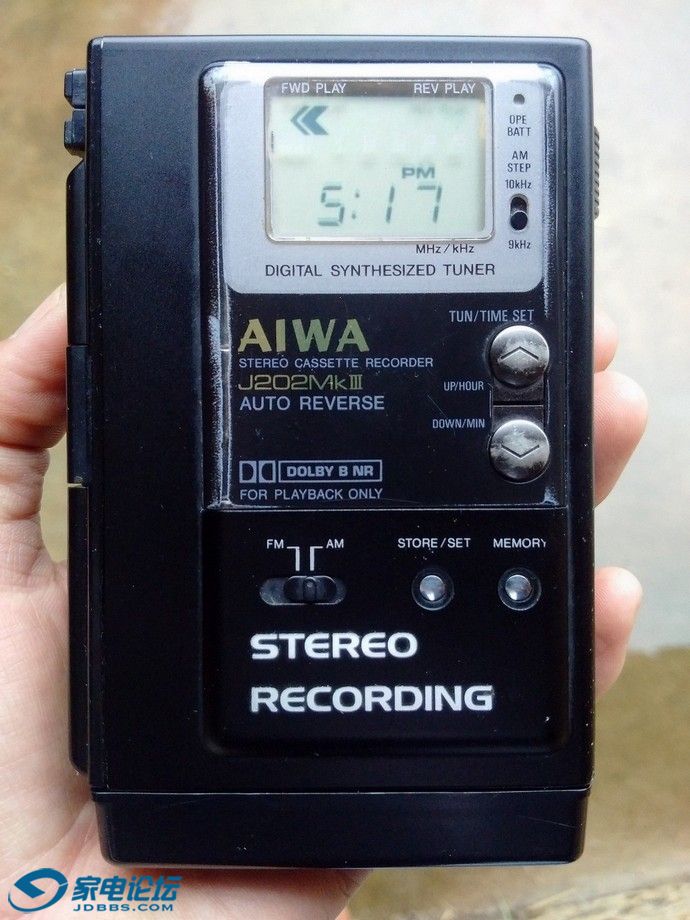 FWD PLAY REV PLAY
OPE
BATT
AM
STEP
10kHz
PM
5:17
9kHz
MHz/kHz
DIGITAL SYNTHESIZED TUNER
TUN/TIME SET
AIWA
STEREO CASSETTE RECORDER
J202MkⅢ
UP/HOUR
AUTO REVERSE
DOWN/MIN
DOLBY B NR
FOR PLAYBACK ONLY
FM AM STORE/SET MEMORY
STEREO
RECORDING
家电论坛
JDBBS.COM